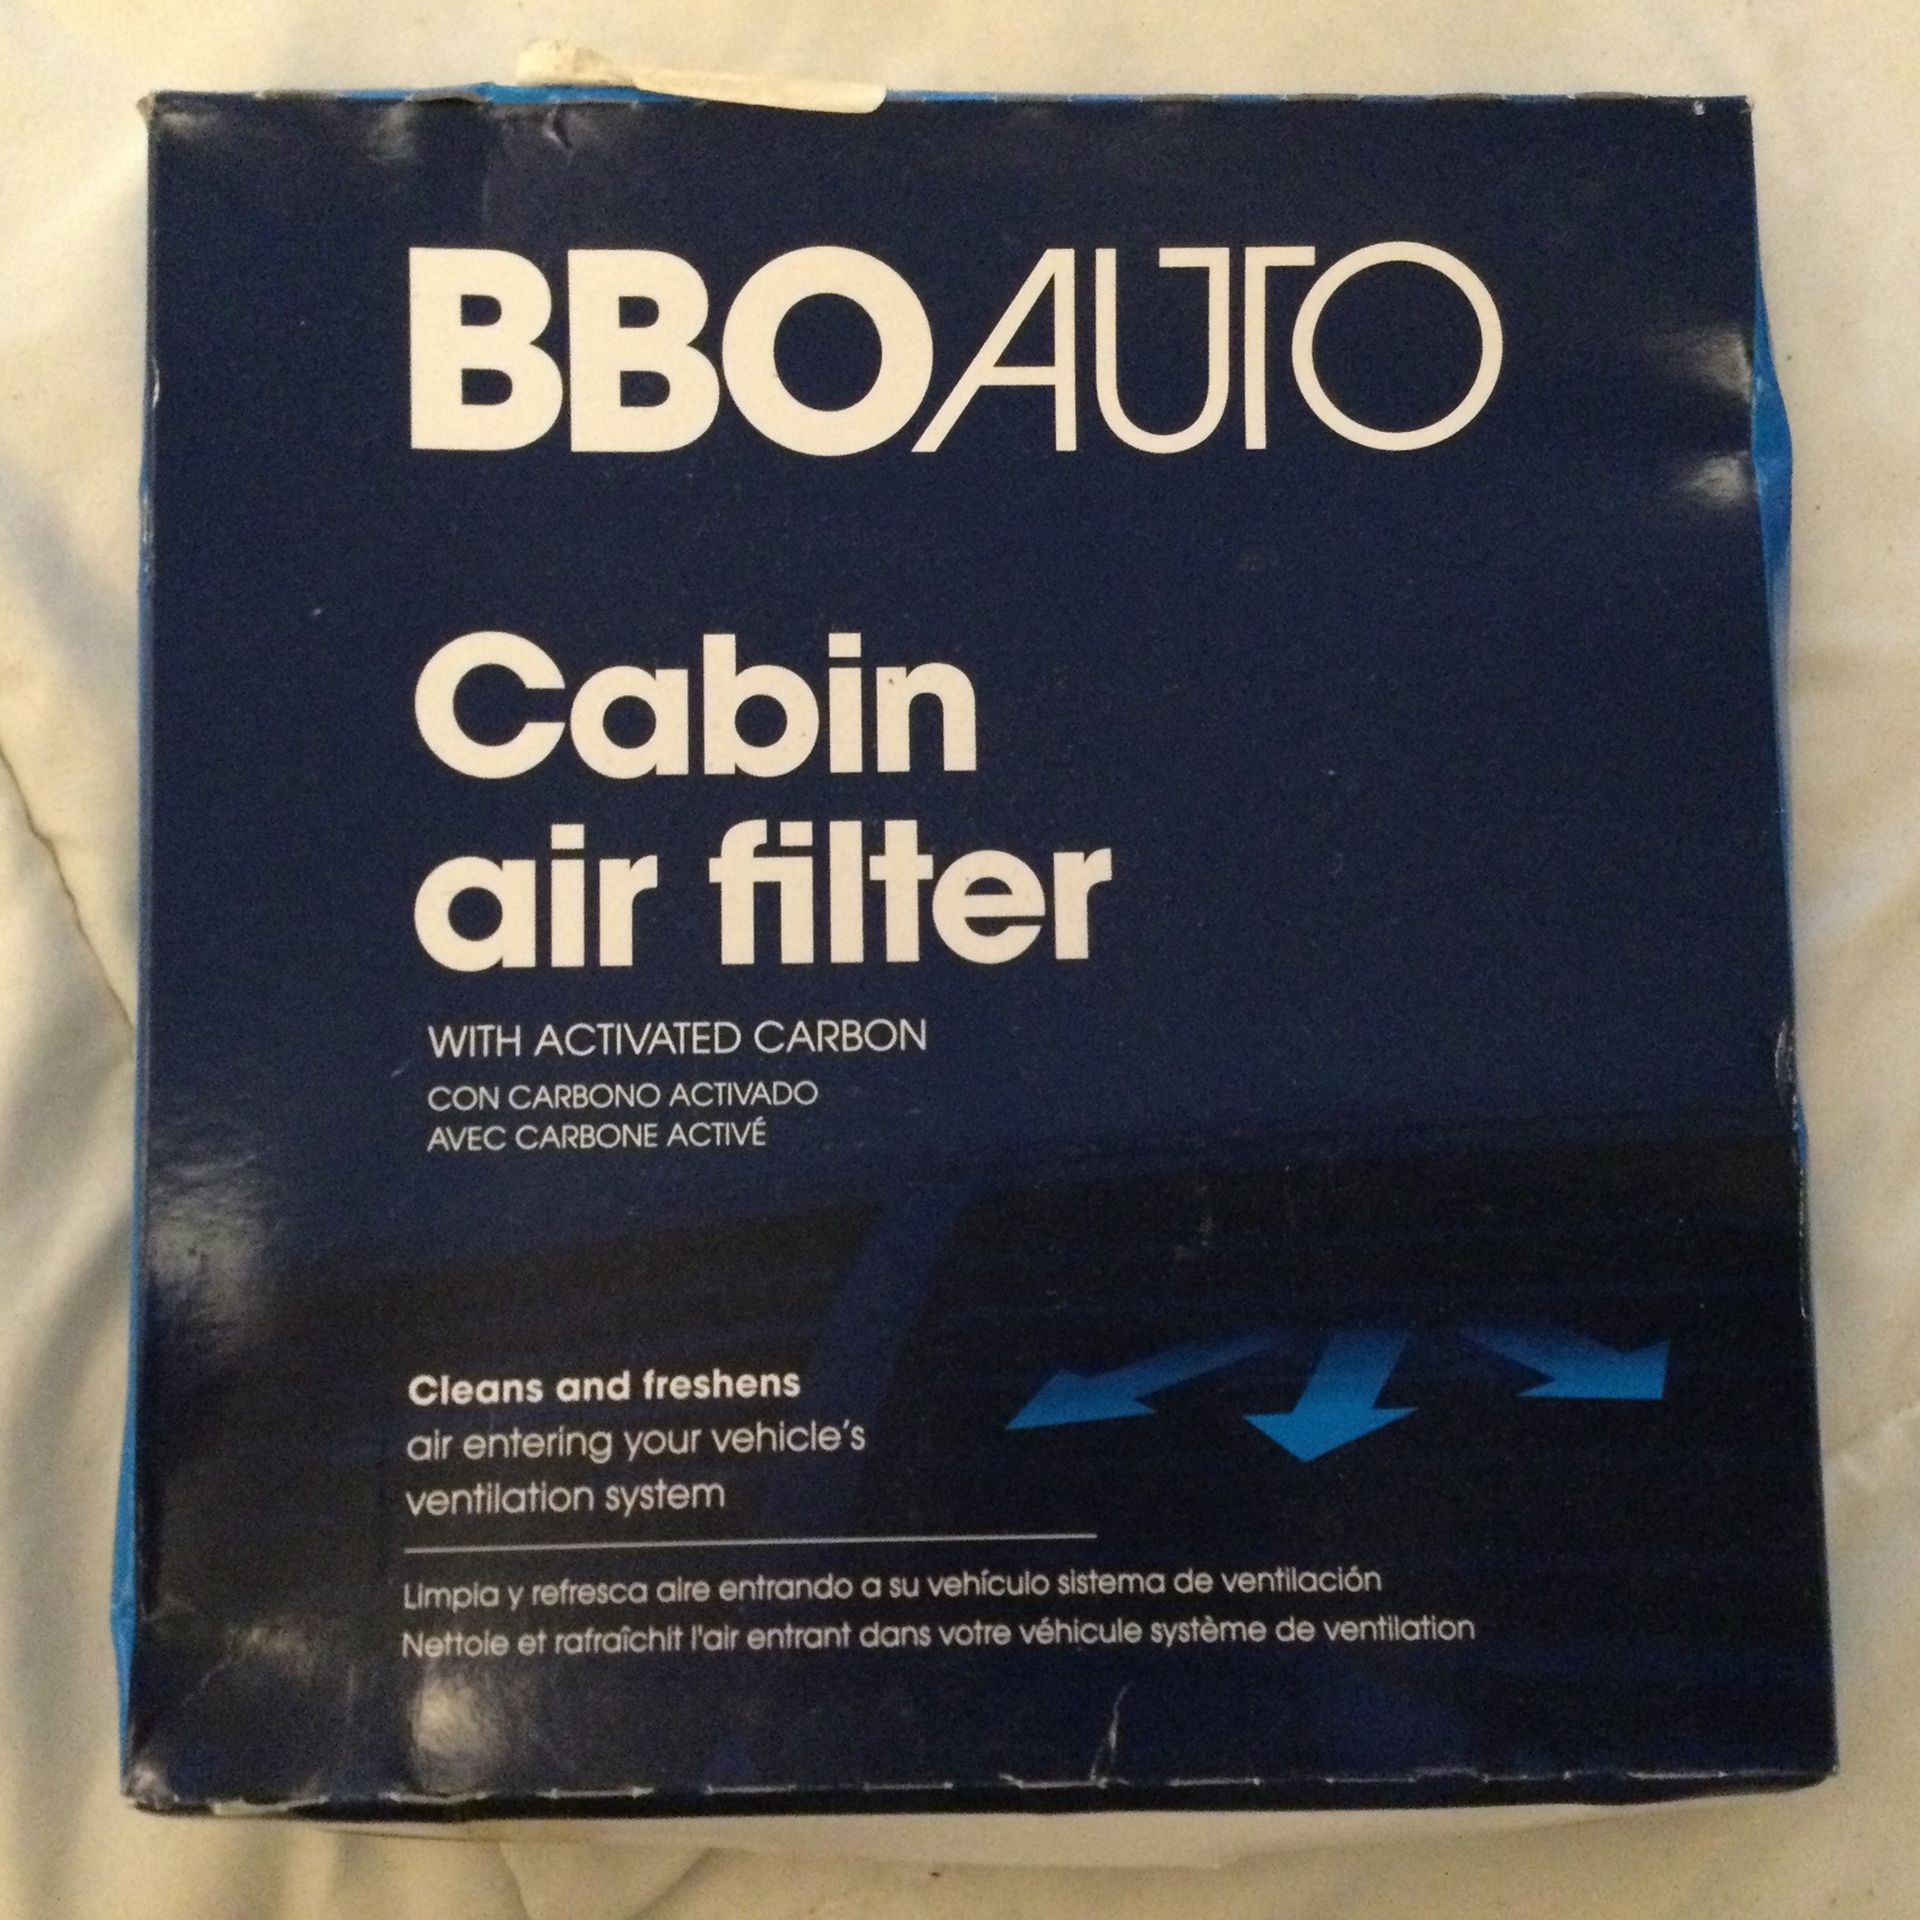 BBOAUTO
Cabin
air filter
WITH ACTIVATED CARBON
CON CARBONO ACTIVADO
AVEC CARBONE ACTIVÉ
Cleans and freshens
air entering your vehicle's
ventilation system
Limpia y refresca aire entrando a su vehículo sistema de ventilación
Nettoie et rafraîchit l'air entrant dans votre véhicule système de ventilation